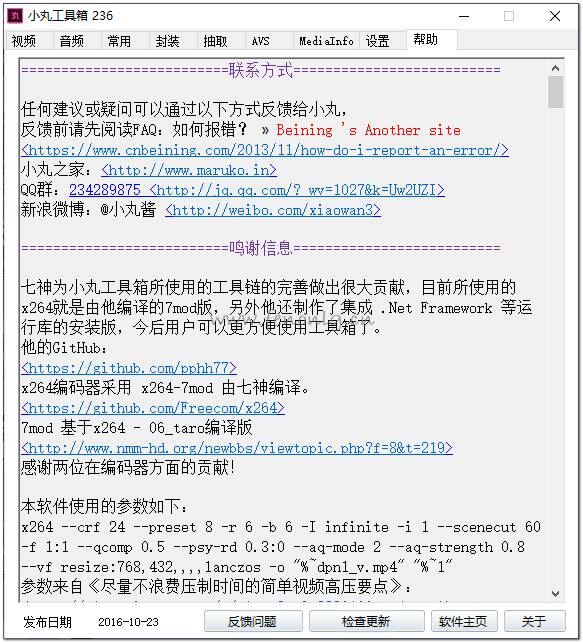 小丸工具箱 236
视频 音频 常用 封装 抽取 AVS MediaInfo 设置 帮助
==========================联系方式==========================
任何建议或疑问可以通过以下方式反馈给小丸，
反馈前请先阅读FAQ：如何报错？ » Beining 's Another site
<https://www.cnbeining.com/2013/11/how-do-i-report-an-error/>
小丸之家：<http://www.maruko.in>
QQ群：234289875 <http://jq.qq.com/?_wv=1027&k=Uw2UZI>
新浪微博：@小丸酱 <http://weibo.com/xiaowan3>
==========================鸣谢信息==========================
七神为小丸工具箱所使用的工具链的完善做出很大贡献，目前所使用的
x264就是由他编译的7mod版，另外他还制作了集成 .Net Framework 等运
行库的安装版，今后用户可以更方便使用工具箱了。
他的GitHub：
<https://github.com/pphh77>
x264编码器采用 x264-7mod 由七神编译。
<https://github.com/Freecom/x264>
7mod 基于x264 - 06_taro编译版
<http://www.nmm-hd.org/newbbs/viewtopic.php?f=8&t=219>
感谢两位在编码器方面的贡献！
本软件使用的参数如下：
x264 --crf 24 --preset 8 -r 6 -b 6 -I infinite -i 1 --scenecut 60
-f 1:1 --qcomp 0.5 --psy-rd 0.3:0 --aq-mode 2 --aq-strength 0.8
--vf resize:768,432,,,,lanczos -o "%~dpn1_v.mp4" "%~1"
参数来自《尽量不浪费压制时间的简单视频高压要点》：
发布日期 2016-10-23 反馈问题 检查更新 软件主页 关于